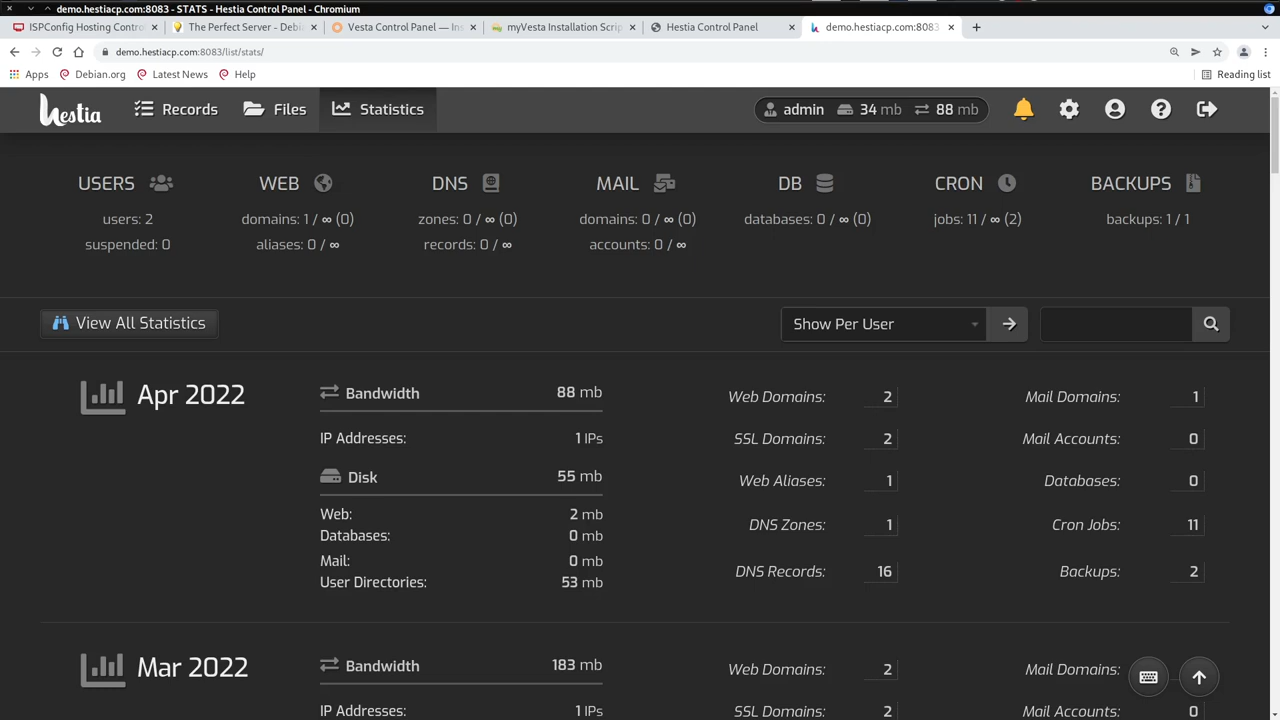 demo.hestiacp.com:8083 - STATS - Hestia Control Panel - Chromium
ISPConfig Hosting Contro
The Perfect Server - Debi
Vesta Control Panel — Ins
myVesta Installation Scrip
Hestia Control Panel
demo.hestiacp.com:8083
demo.hestiacp.com:8083/list/stats/
Apps Debian.org Latest News Help Reading list
Hestia Records Files Statistics admin 34 mb 88 mb
USERS WEB DNS MAIL DB CRON BACKUPS
users: 2 domains: 1 / ∞ (0) zones: 0 / ∞ (0) domains: 0 / ∞ (0) databases: 0 / ∞ (0) jobs: 11 / ∞ (2) backups: 1 / 1
suspended: 0 aliases: 0 / ∞ records: 0 / ∞ accounts: 0 / ∞
View All Statistics Show Per User
Apr 2022 Bandwidth 88 mb Web Domains: 2 Mail Domains: 1
IP Addresses: 1 IPs SSL Domains: 2 Mail Accounts: 0
Disk 55 mb Web Aliases: 1 Databases: 0
Web: 2 mb DNS Zones: 1 Cron Jobs: 11
Databases: 0 mb
Mail: 0 mb DNS Records: 16 Backups: 2
User Directories: 53 mb
Mar 2022 Bandwidth 183 mb Web Domains: 2 Mail Domains:
IP Addresses: 1 IPs SSL Domains: 2 Mail Accounts: 0